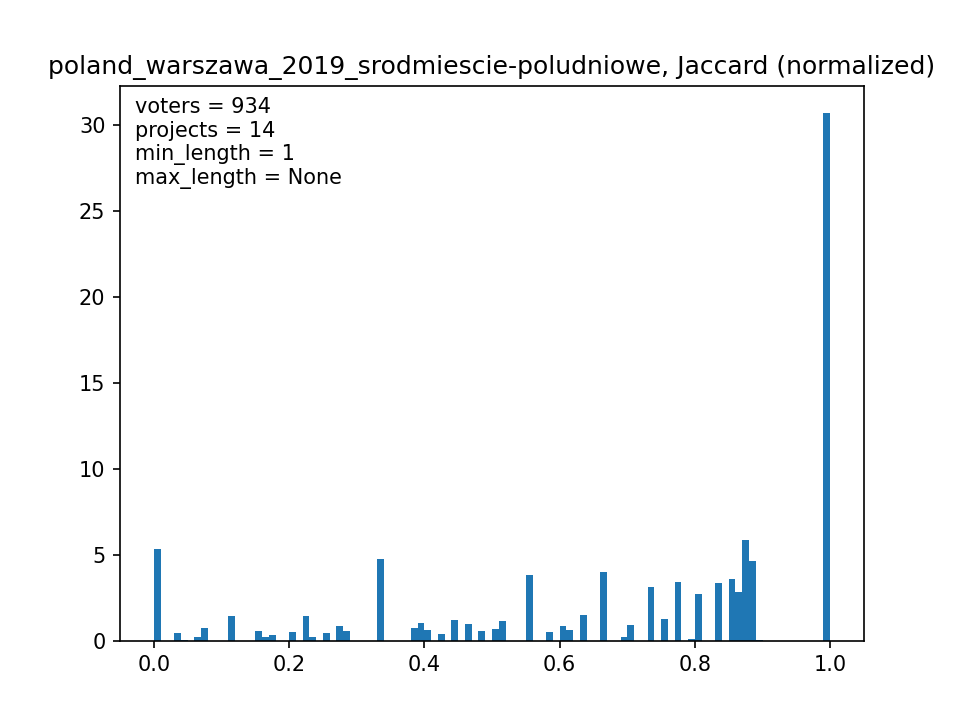 poland_warszawa_2019_srodmiescie-poludniowe, Jaccard (normalized)
voters = 934
projects = 14
min_length = 1
max_length = None
30
25
20
15
10
5
0
0.0 0.2 0.4 0.6 0.8 1.0